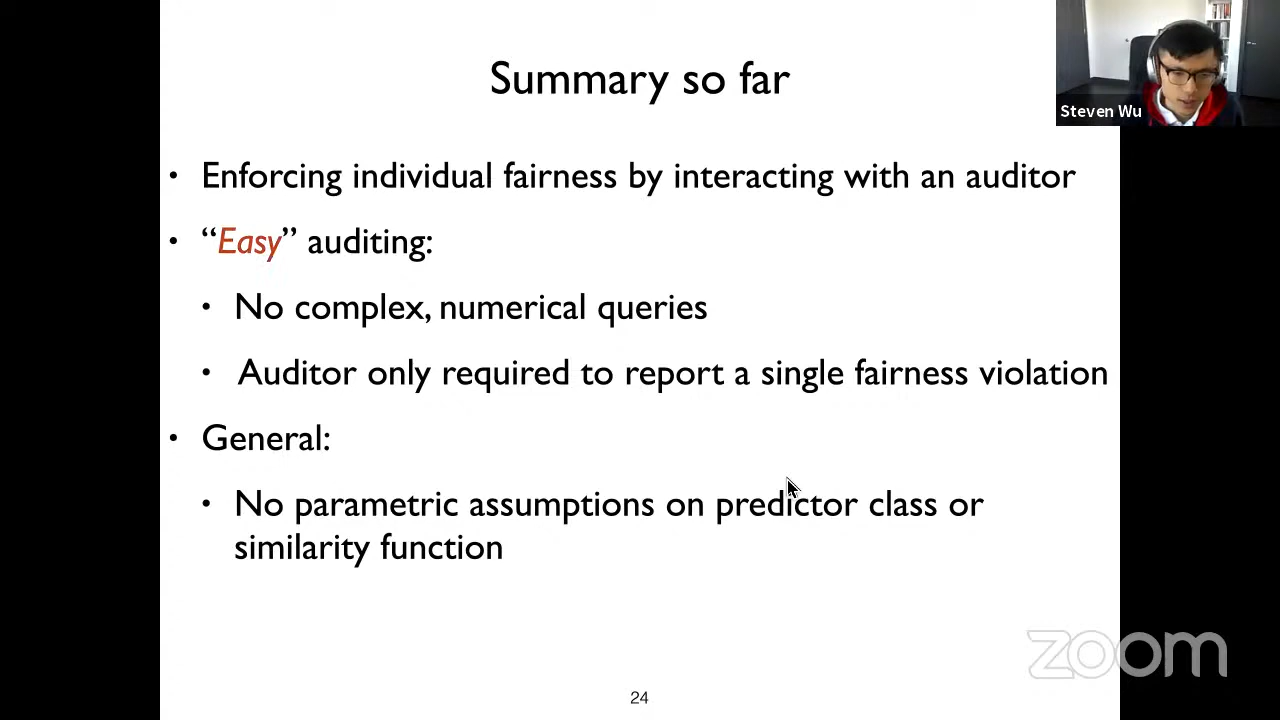 Summary so far
Steven Wu
• Enforcing individual fairness by interacting with an auditor
• “Easy” auditing:
• No complex, numerical queries
• Auditor only required to report a single fairness violation
• General:
• No parametric assumptions on predictor class or
similarity function
zoom
24